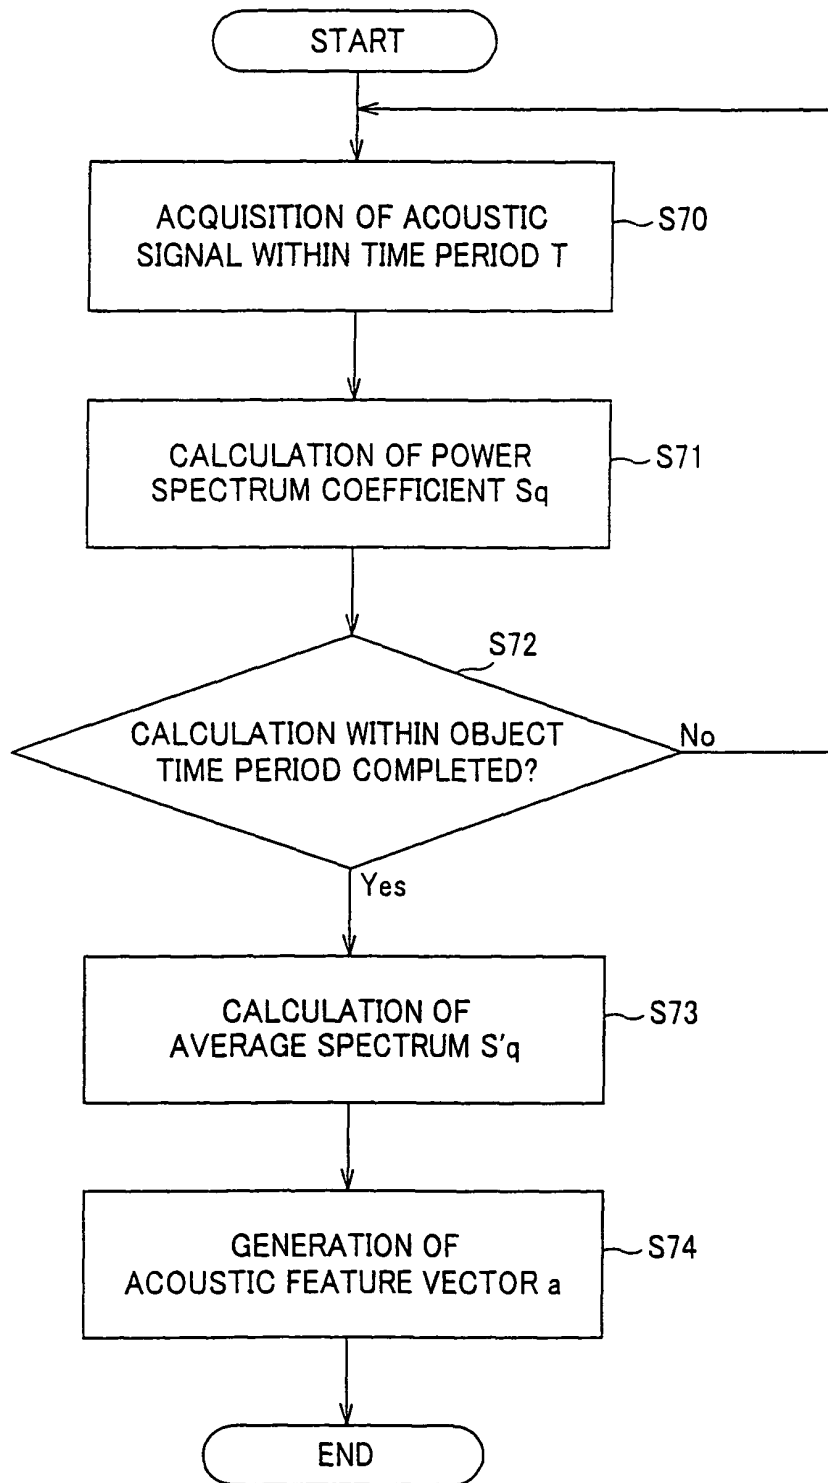 START
ACQUISITION OF ACOUSTIC
SIGNAL WITHIN TIME PERIOD T
S70
CALCULATION OF POWER
SPECTRUM COEFFICIENT Sq
S71
S72
CALCULATION WITHIN OBJECT
TIME PERIOD COMPLETED?
No
Yes
CALCULATION OF
AVERAGE SPECTRUM S'q
S73
GENERATION OF
ACOUSTIC FEATURE VECTOR a
S74
END